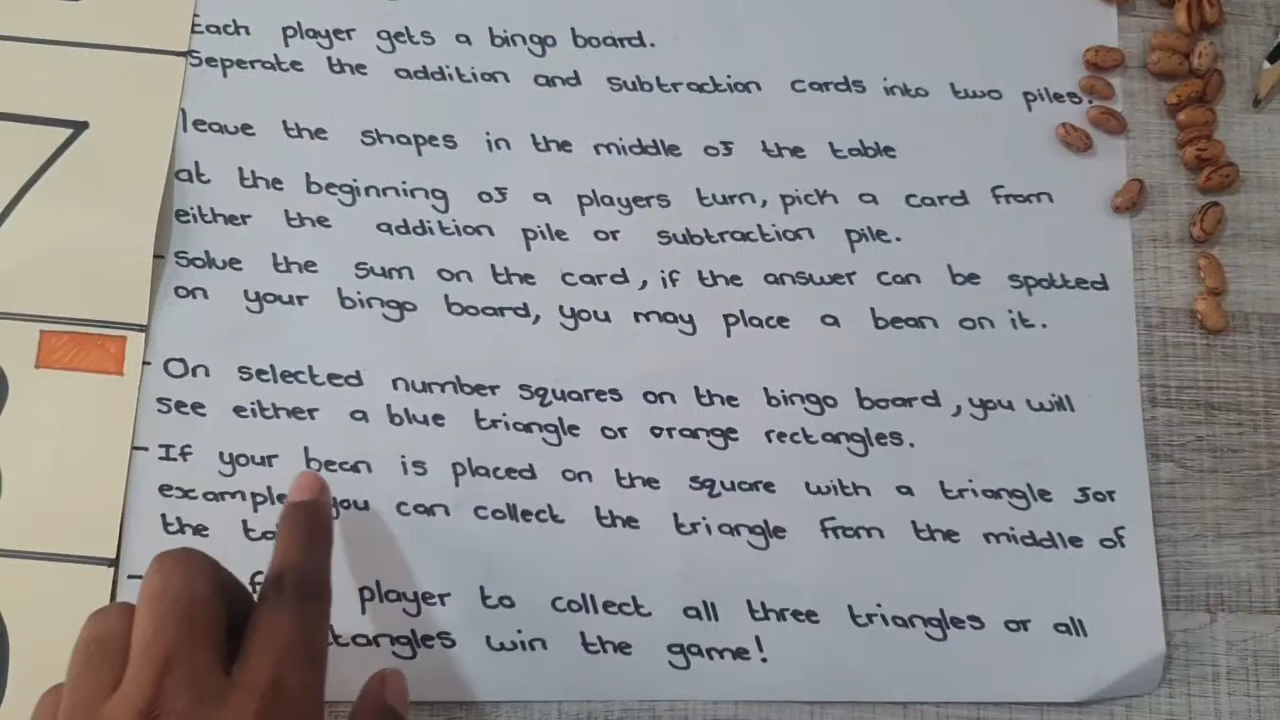 Each player gets a bingo board.
Seperate the addition and subtraction cards into two piles.
leave the shapes in the middle of the table
at the beginning of a players turn, pick a card from
either the addition pile or subtraction pile.
- Solve the sum on the card, if the answer can be spotted
on your bingo board, you may place a bean on it.
- On selected number squares on the bingo board, you will
see either a blue triangle or orange rectangles.
- If your bean is placed on the square with a triangle for
example you can collect the triangle from the middle of
the
- player to collect all three triangles or all
win the game!
7